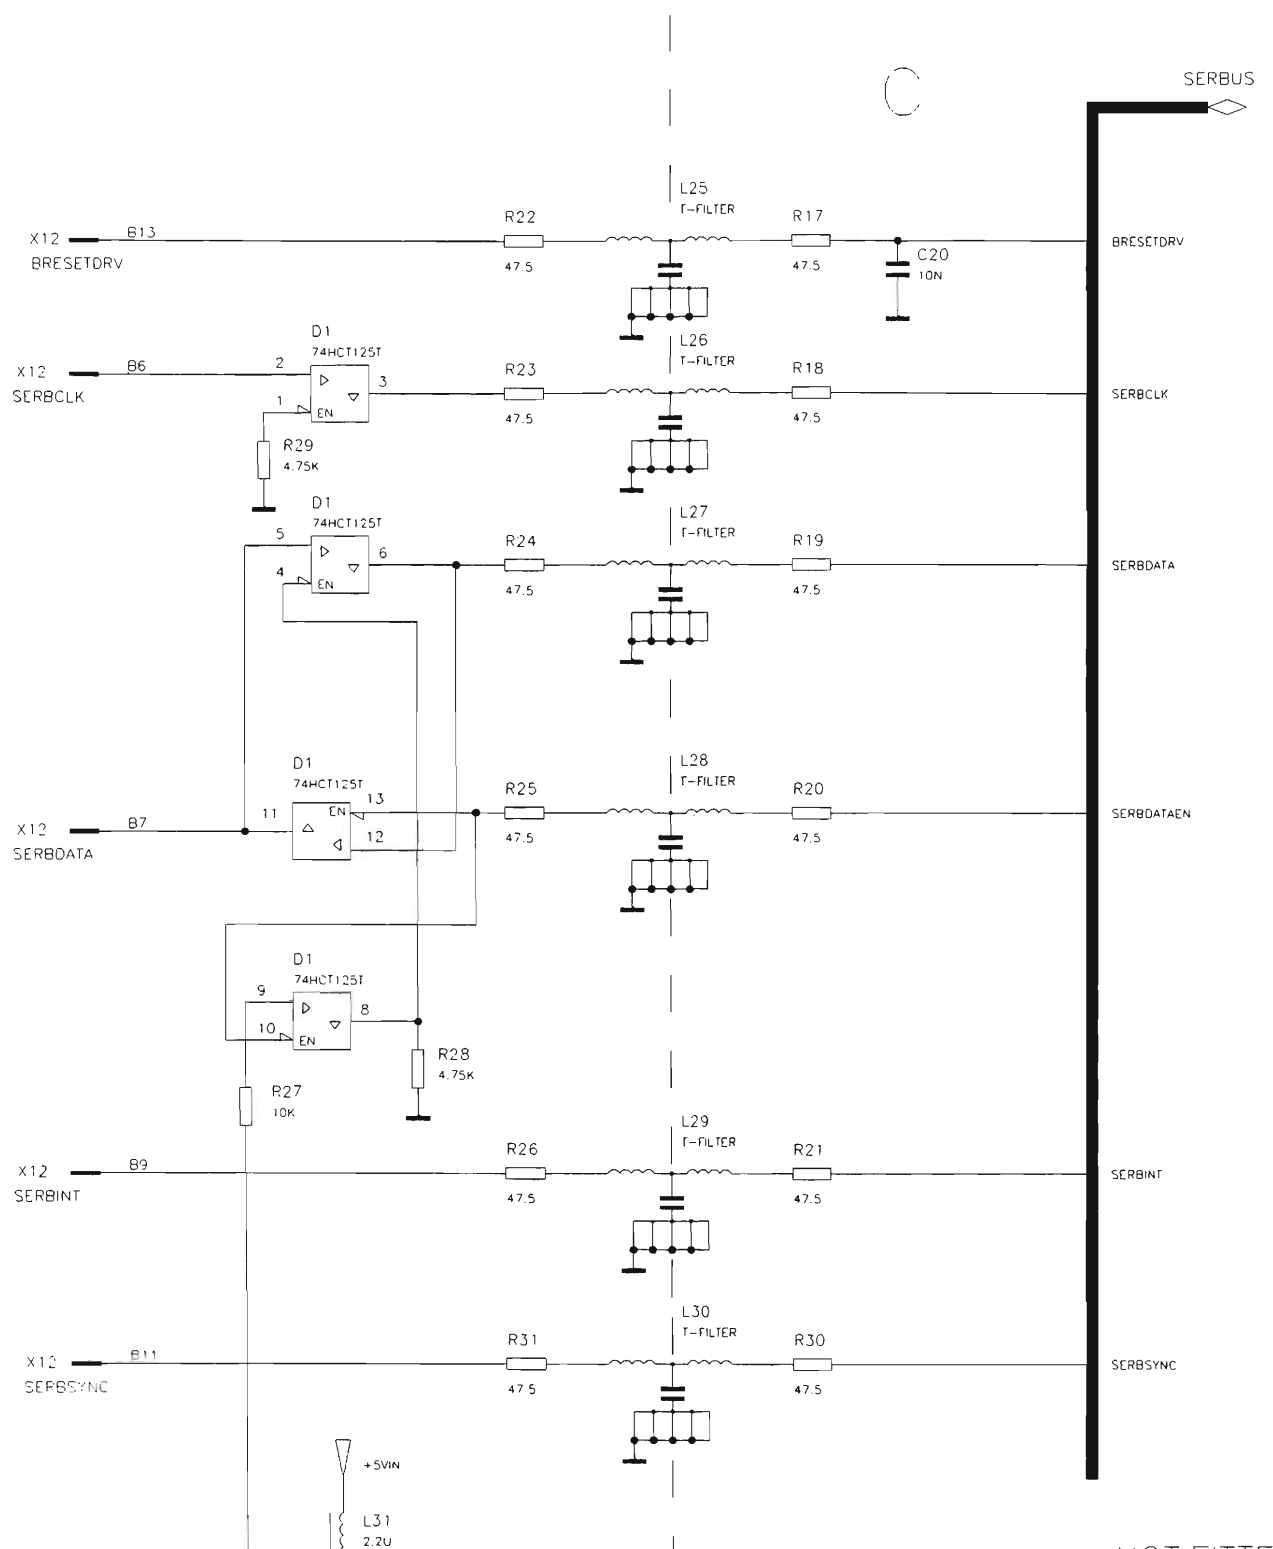 C
SERBUS
L25
T-FILTER
R22
R17
X12
B13
BRESETDRV
BRESETDRV
47.5
47.5
C20
10N
D1
74HCT125T
L26
T-FILTER
X12
B6
2
3
R23
R18
SERBCLK
SERBCLK
1
EN
47.5
47.5
R29
4.75K
D1
74HCT125T
L27
T-FILTER
5
6
R24
R19
SERBDATA
4
EN
47.5
47.5
D1
74HCT125T
L28
T-FILTER
R25
R20
X12
B7
11
EN
13
SERBDATAEN
SERBDATA
12
47.5
47.5
D1
74HCT125T
9
8
10
EN
R28
4.75K
R27
10K
L29
T-FILTER
X12
B9
R26
R21
SERBINT
SERBINT
47.5
47.5
L30
T-FILTER
X12
B11
R31
R30
SERBSYNC
SERBSYNC
47.5
47.5
+5VIN
L31
2.2U